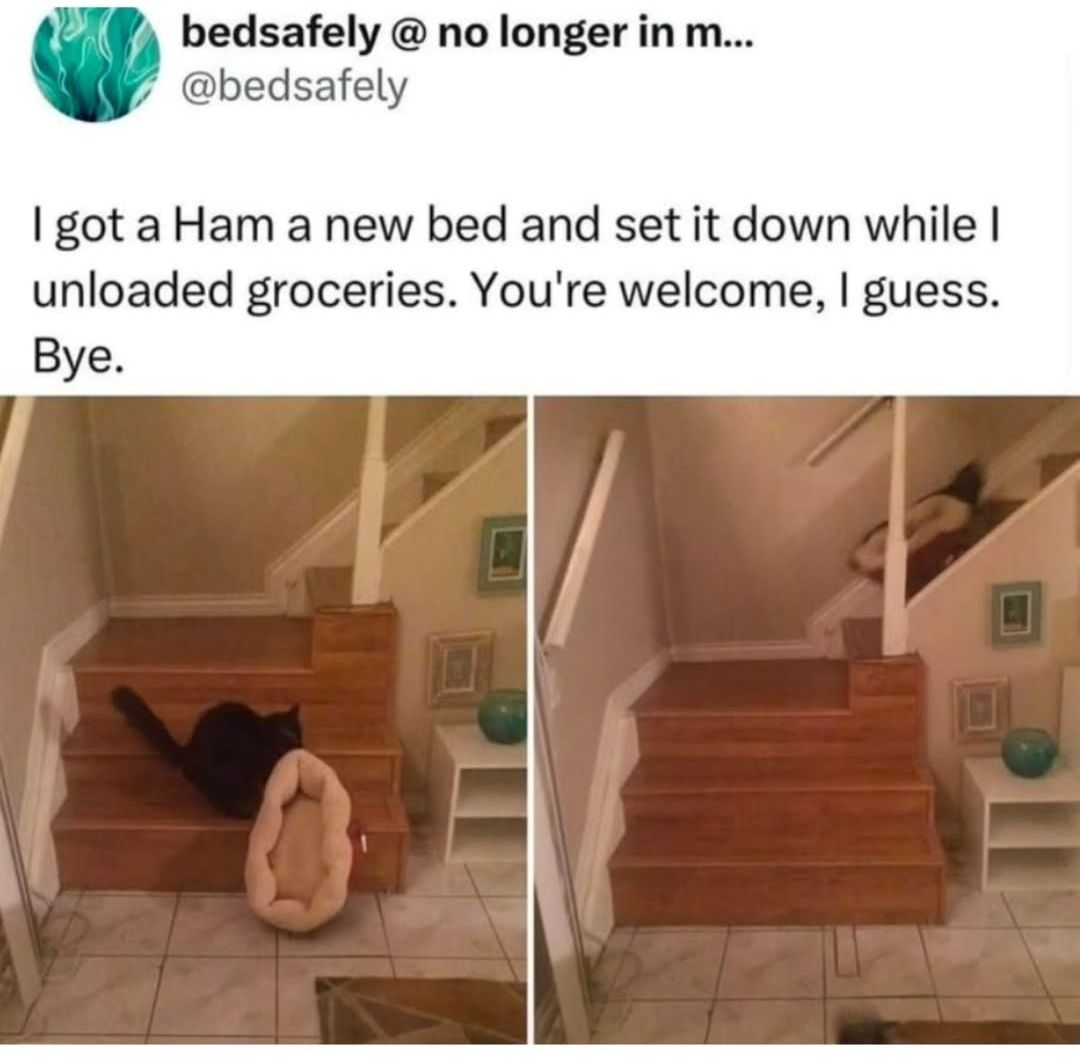 bedsafely @ no longer in m...
@bedsafely
I got a Ham a new bed and set it down while I
unloaded groceries. You're welcome, I guess.
Bye.